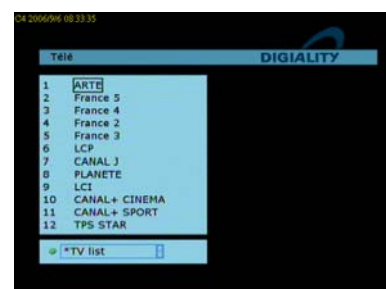 C4 2006/9/6 08:33:35
Télé DIGIALITY
1 ARTE
2 France 5
3 France 4
4 France 2
5 France 3
6 LCP
7 CANAL J
8 PLANETE
9 LCI
10 CANAL+ CINEMA
11 CANAL+ SPORT
12 TPS STAR
*TV list